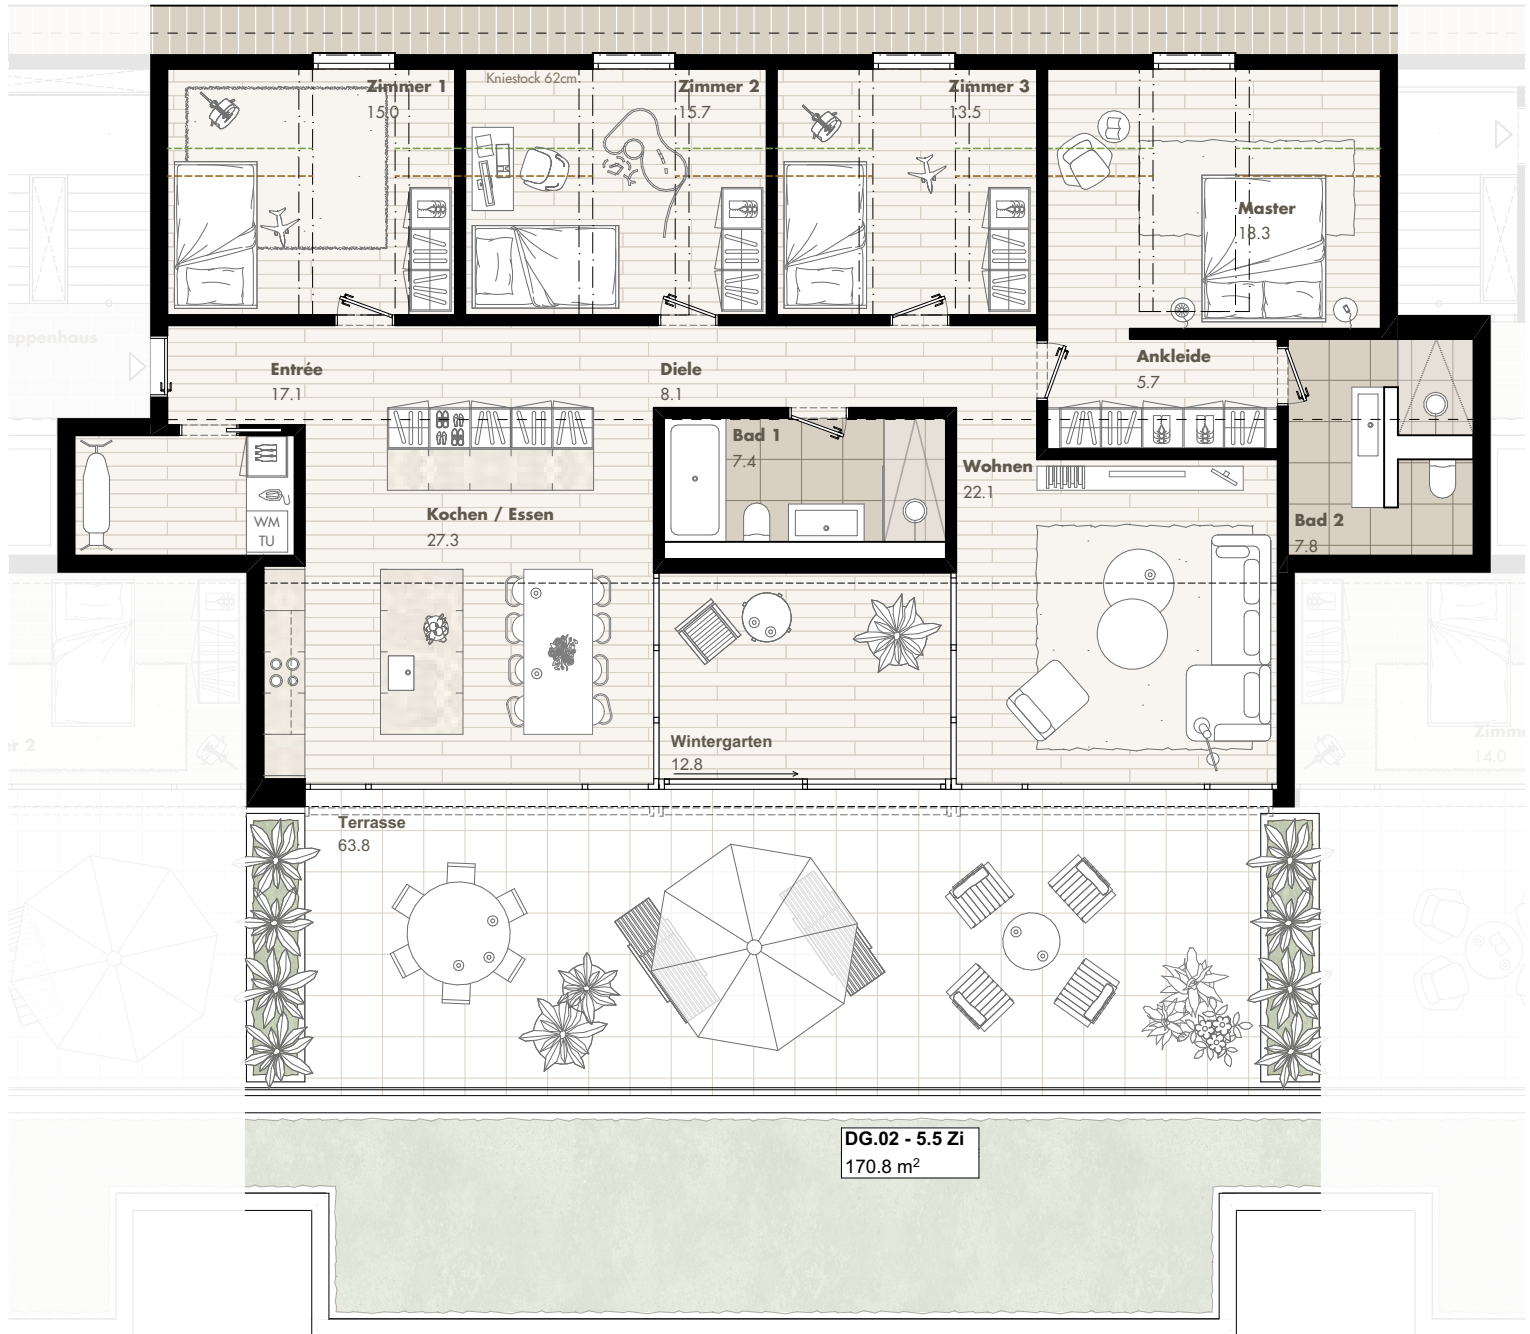 Zimmer 1
15.0
Kniestock 62cm
Zimmer 2
15.7
Zimmer 3
13.5
Master
18.3
eppenhaus
Entrée
17.1
Diele
8.1
Ankleide
5.7
Bad 1
7.4
Wohnen
22.1
WM
TU
Kochen / Essen
27.3
Bad 2
7.8
er 2
Wintergarten
12.8
Zimme
14.0
Terrasse
63.8
DG.02 - 5.5 Zi
170.8 m²